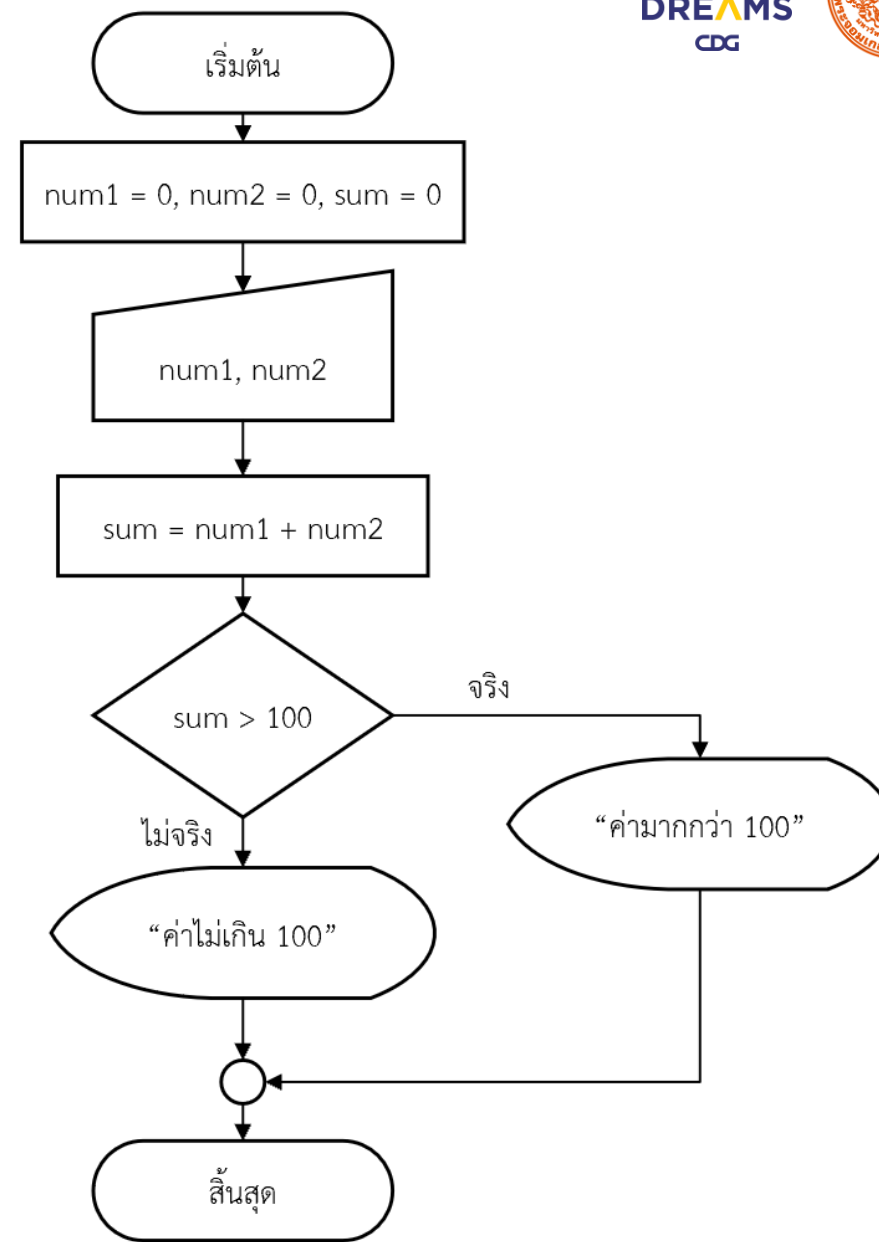 DREAMS
CDG
เริ่มต้น
num1 = 0, num2 = 0, sum = 0
num1, num2
sum = num1 + num2
sum > 100
จริง
ไม่จริง
“ค่ามากกว่า 100”
“ค่าไม่เกิน 100”
สิ้นสุด